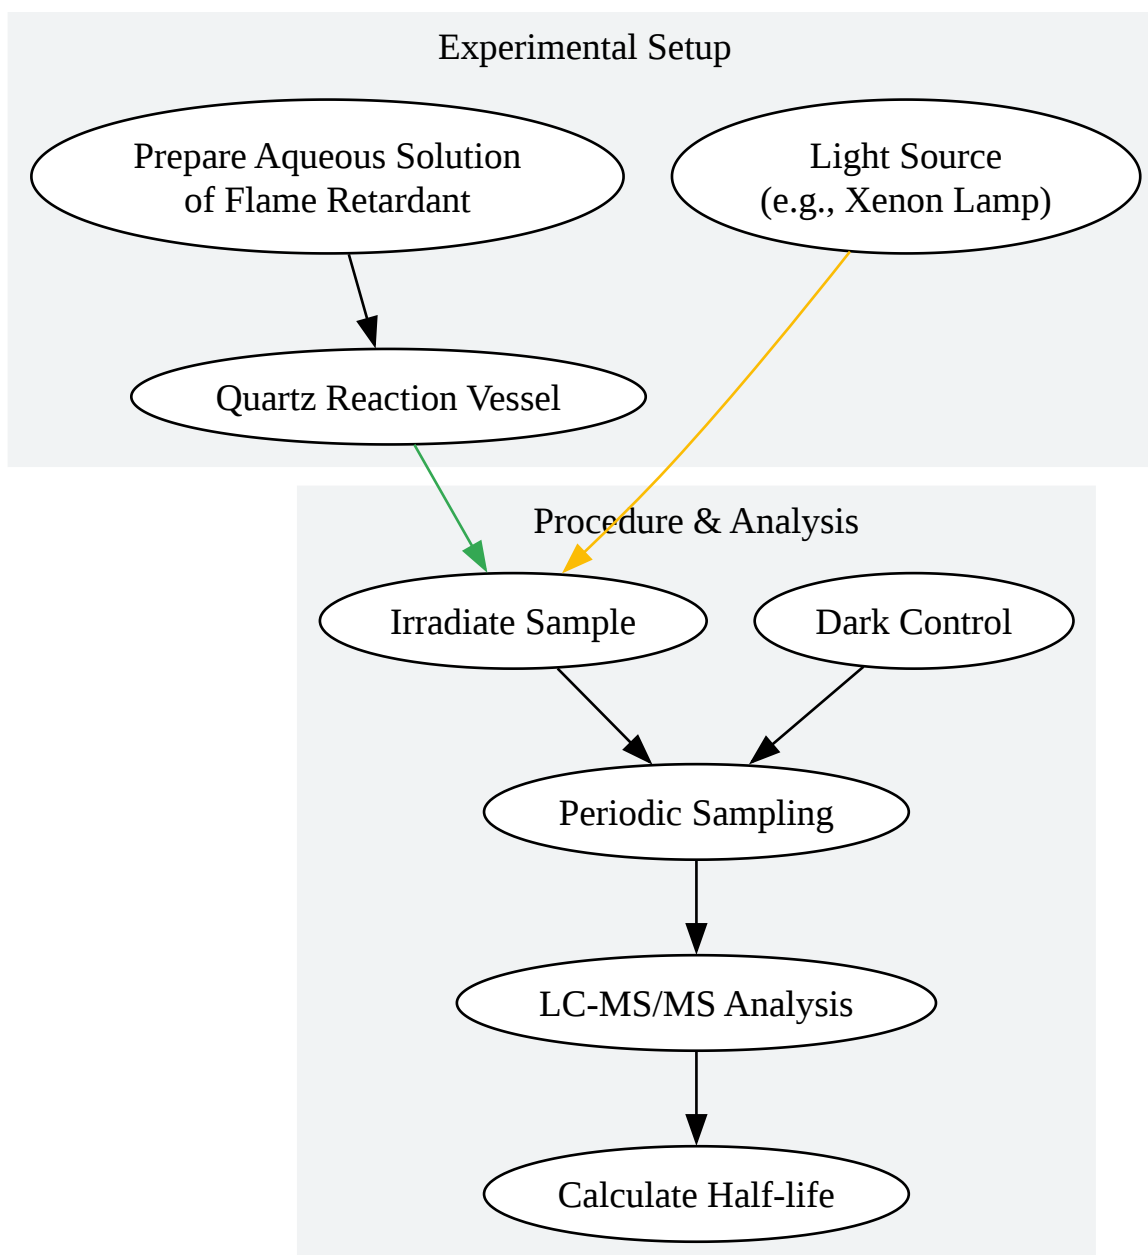 Experimental Setup
Prepare Aqueous Solution
of Flame Retardant
Light Source
(e.g., Xenon Lamp)
Quartz Reaction Vessel
Procedure & Analysis
Irradiate Sample
Dark Control
Periodic Sampling
LC-MS/MS Analysis
Calculate Half-life